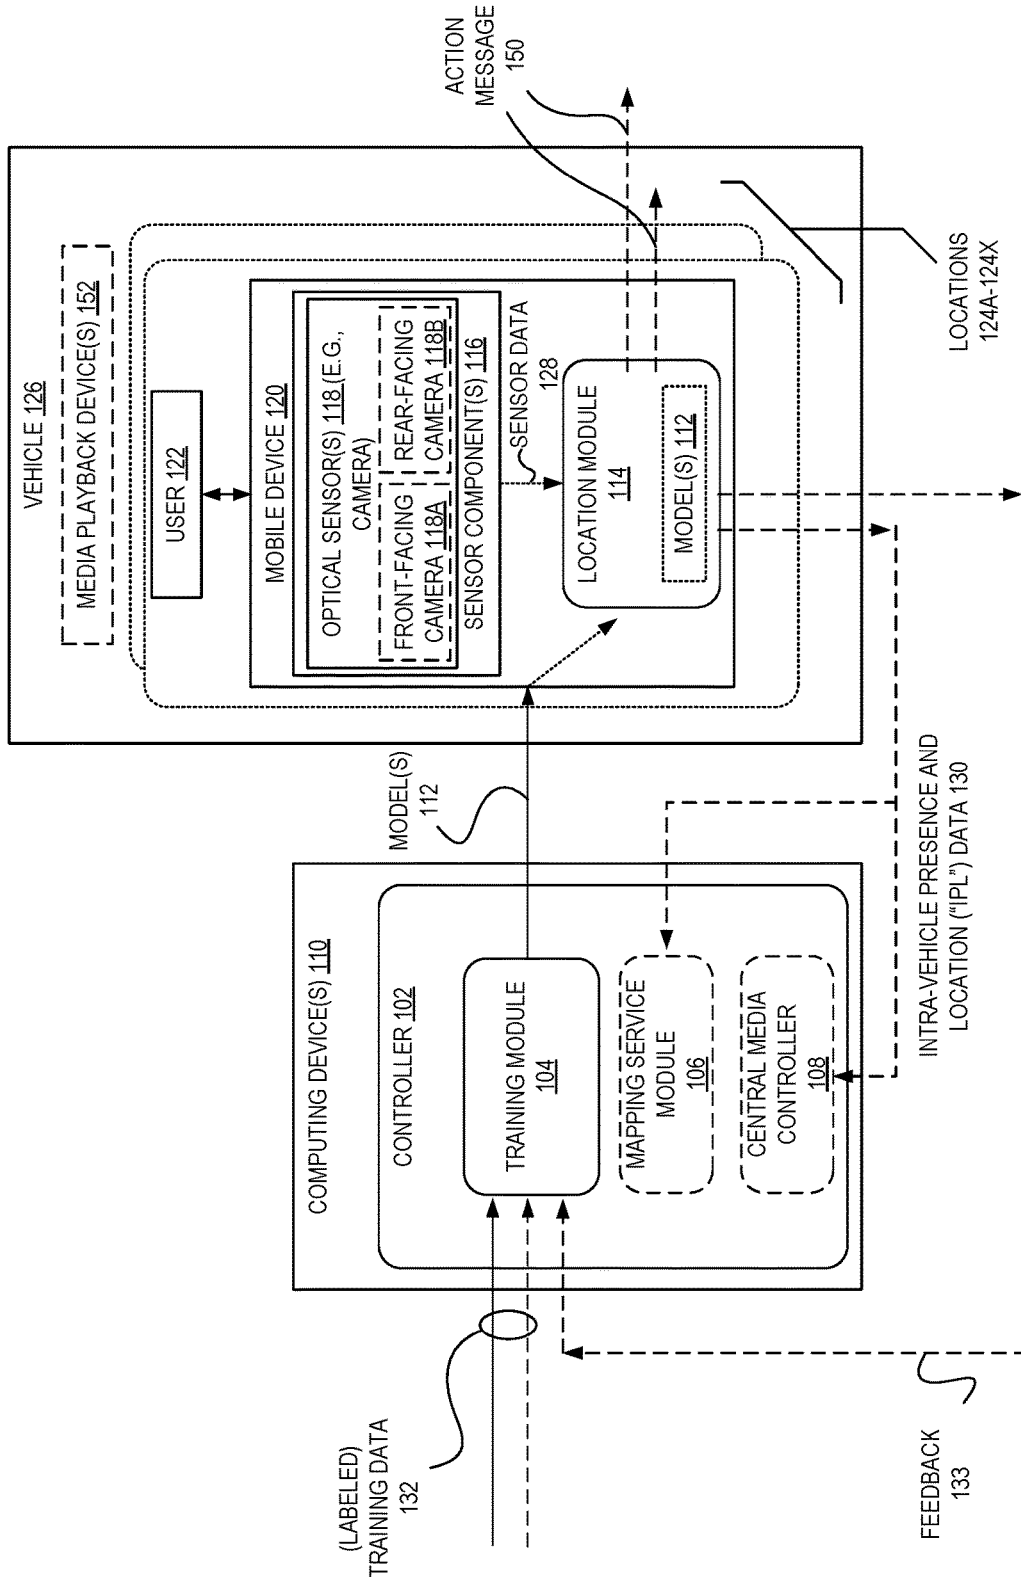 VEHICLE 126
MEDIA PLAYBACK DEVICE(S) 152
USER 122
MOBILE DEVICE 120
OPTICAL SENSOR(S) 118 (E.G.,
CAMERA)
FRONT-FACING
CAMERA 118A
REAR-FACING
CAMERA 118B
SENSOR COMPONENT(S) 116
SENSOR DATA
128
LOCATION MODULE
114
MODEL(S) 112
ACTION
MESSAGE
150
LOCATIONS
124A-124X
MODEL(S)
112
COMPUTING DEVICE(S) 110
CONTROLLER 102
TRAINING MODULE
104
MAPPING SERVICE
MODULE
106
CENTRAL MEDIA
CONTROLLER
108
INTRA-VEHICLE PRESENCE AND
LOCATION ("IPL") DATA 130
(LABELED)
TRAINING DATA
132
FEEDBACK
133